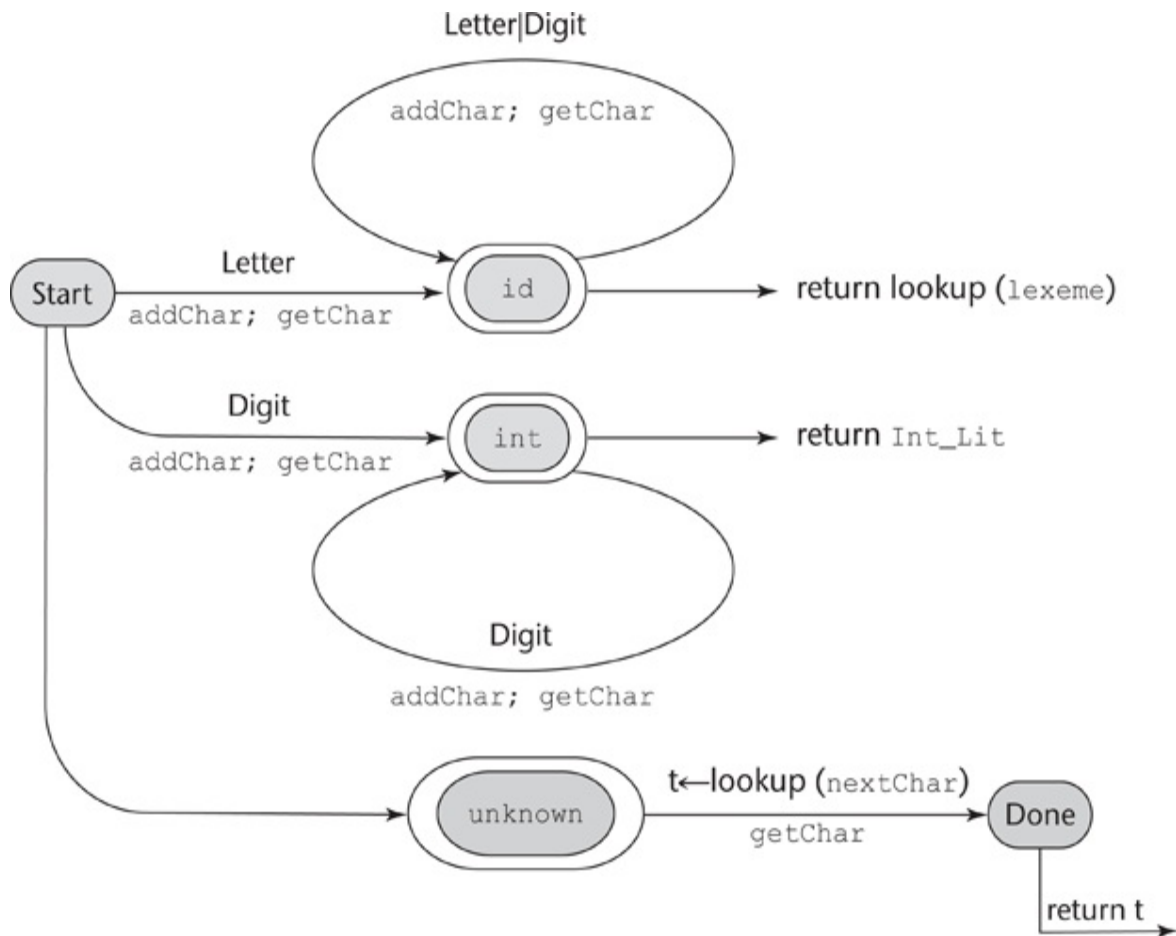 Letter|Digit
addChar; getChar
Letter
Start
id
return lookup (lexeme)
addChar; getChar
Digit
int
return Int_Lit
addChar; getChar
Digit
addChar; getChar
t←lookup (nextChar)
unknown
Done
getChar
return t